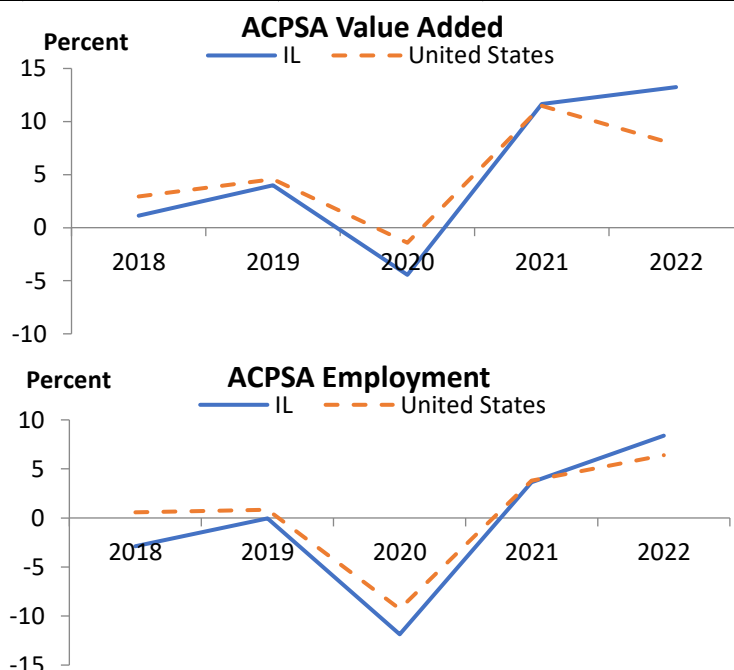 ACPSA Value Added
Percent
IL United States
15
10
5
0
2018 2019 2020 2021 2022
-5
-10
ACPSA Employment
Percent
IL United States
10
5
0
2018 2019 2020 2021 2022
-5
-10
-15